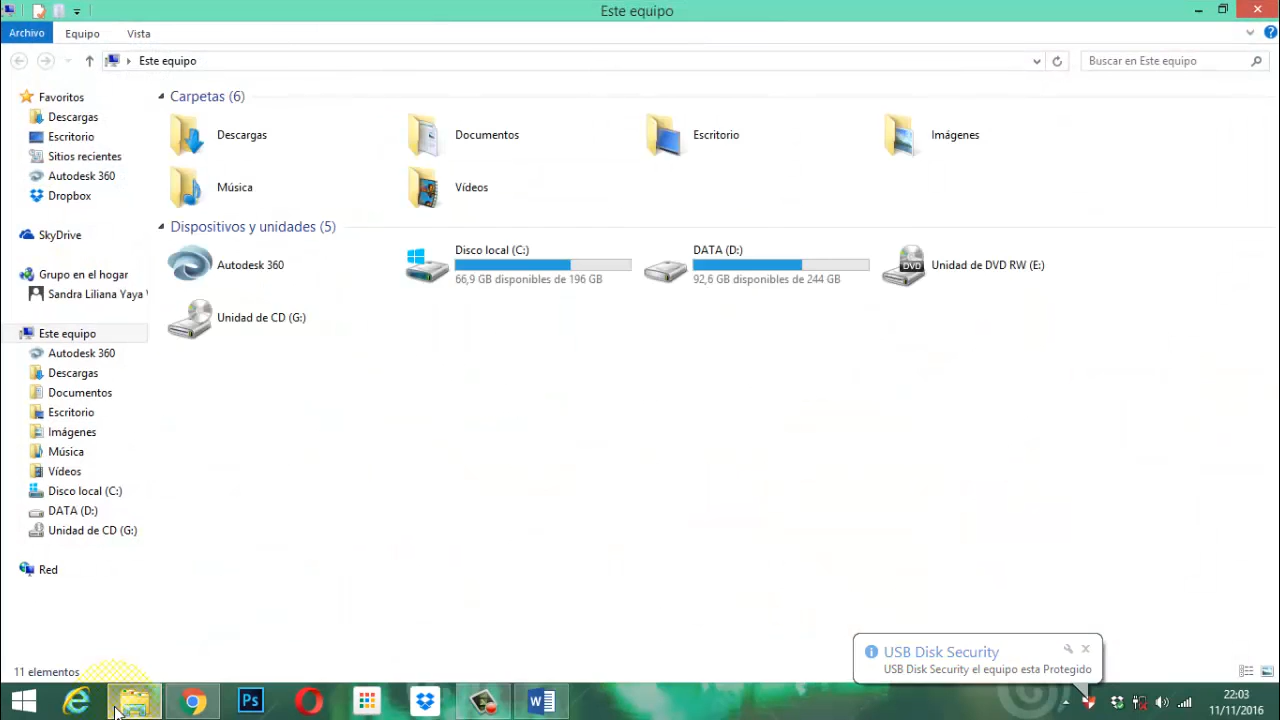 Este equipo
Archivo
Equipo
Vista
Este equipo
Buscar en Este equipo
Favoritos
Descargas
Escritorio
Sitios recientes
Autodesk 360
Dropbox
SkyDrive
Grupo en el hogar
Sandra Liliana Yaya
Este equipo
Autodesk 360
Descargas
Documentos
Escritorio
Imágenes
Música
Vídeos
Disco local (C:)
DATA (D:)
Unidad de CD (G:)
Red
Carpetas (6)
Descargas
Documentos
Escritorio
Imágenes
Música
Vídeos
Dispositivos y unidades (5)
Autodesk 360
Disco local (C:)
66,9 GB disponibles de 196 GB
DATA (D:)
92,6 GB disponibles de 244 GB
DVD
Unidad de DVD RW (E:)
Unidad de CD (G:)
11 elementos
USB Disk Security
USB Disk Security el equipo esta Protegido
Ps
22:03
11/11/2016